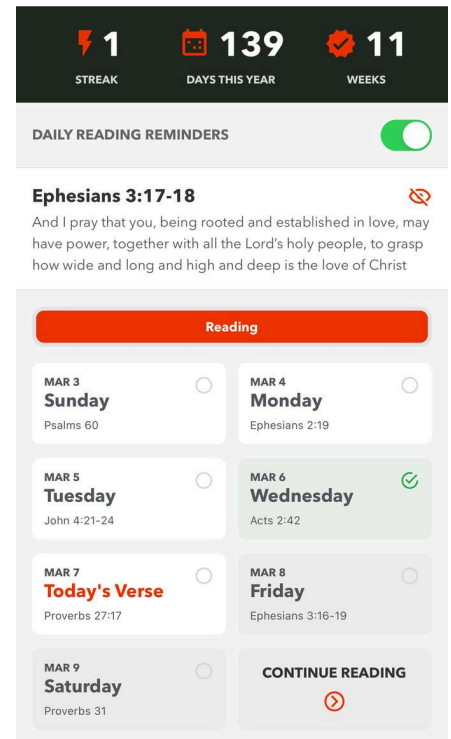 1 139 11
STREAK DAYS THIS YEAR WEEKS
DAILY READING REMINDERS
Ephesians 3:17-18
And I pray that you, being rooted and established in love, may
have power, together with all the Lord's holy people, to grasp
how wide and long and high and deep is the love of Christ
Reading
MAR 3
Sunday
Psalms 60
MAR 4
Monday
Ephesians 2:19
MAR 5
Tuesday
John 4:21-24
MAR 6
Wednesday
Acts 2:42
MAR 7
Today's Verse
Proverbs 27:17
MAR 8
Friday
Ephesians 3:16-19
MAR 9
Saturday
Proverbs 31
CONTINUE READING